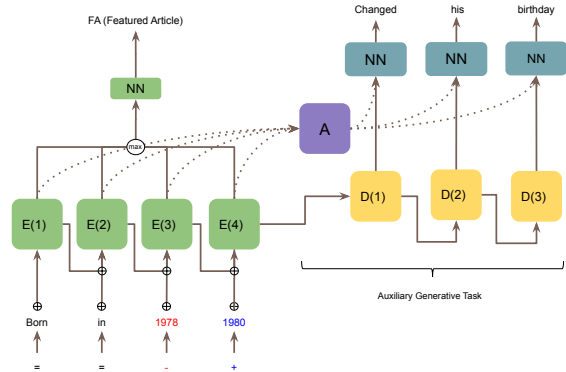 Changed his birthday
FA (Featured Article)
NN NN NN
NN
A
max
D(1) D(2) D(3)
E(1) E(2) E(3) E(4)
Auxiliary Generative Task
Born in 1978 1980
= = - +